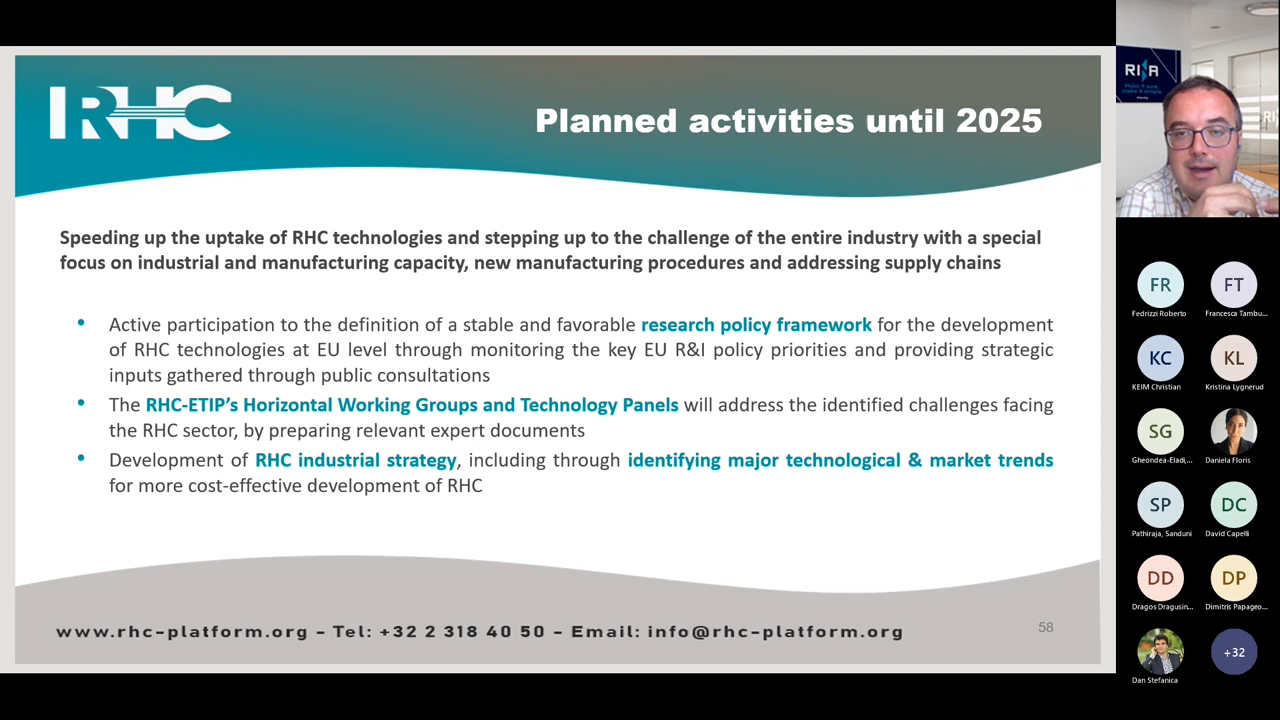 RHC
Planned activities until 2025
Speeding up the uptake of RHC technologies and stepping up to the challenge of the entire industry with a special
focus on industrial and manufacturing capacity, new manufacturing procedures and addressing supply chains
• Active participation to the definition of a stable and favorable research policy framework for the development
of RHC technologies at EU level through monitoring the key EU R&I policy priorities and providing strategic
inputs gathered through public consultations
• The RHC-ETIP’s Horizontal Working Groups and Technology Panels will address the identified challenges facing
the RHC sector, by preparing relevant expert documents
• Development of RHC industrial strategy, including through identifying major technological & market trends
for more cost-effective development of RHC
www.rhc-platform.org – Tel: +32 2 318 40 50 – Email: info@rhc-platform.org
58
RINA
Make it sure,
make it simple.
RI
FR
FT
Fedrizzi Roberto
Francesca Tambu...
KC
KL
KEIM Christian
Kristina Lygnerud
SG
Gheondea-Eladi,...
Daniela Floris
SP
DC
Pathiraja, Sanduni
David Capelli
DD
DP
Dragos Dragusin...
Dimitris Papageo...
+32
Dan Stefanica